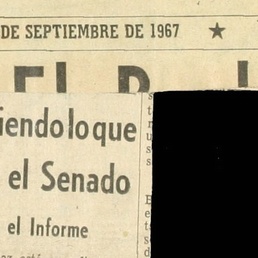 DE SEPTIEMBRE DE 1967 ★
iendo lo que
el Senado
el Informe